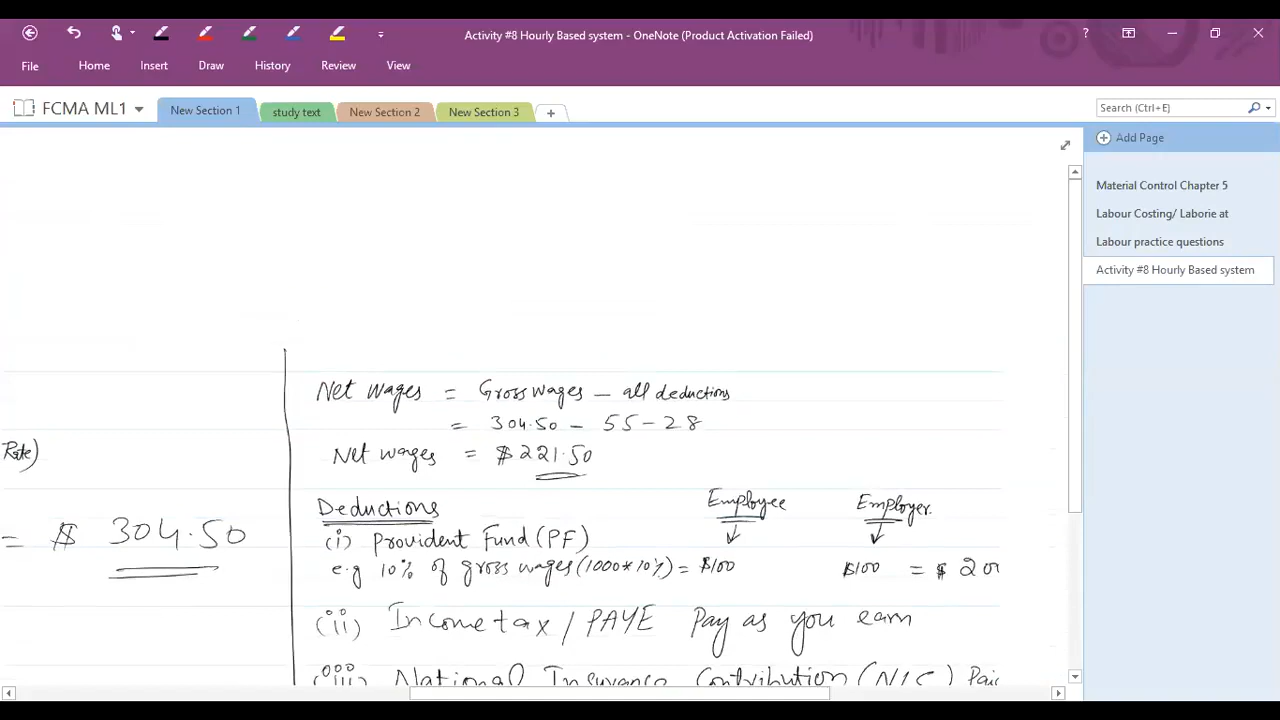 Activity #8 Hourly Based system - OneNote (Product Activation Failed)
?
File Home Insert Draw History Review View
FCMA ML1
New Section 1 study text New Section 2 New Section 3
Search (Ctrl+E)
Add Page
Material Control Chapter 5
Labour Costing/ Laborie at
Labour practice questions
Activity #8 Hourly Based system
Rate)
= $ 304.50
Net wages = Gross wages - all deductions
= 304.50 - 55 - 28
Net wages = $221.50
Deductions Employee Employer
(i) Provident Fund (PF)
e.g 10% of gross wages (1000*10%) = $100 $100 = $ 200
(ii) Income tax / PAYE Pay as you earn
(iii) National Insurance Contribution (NIC) Paid